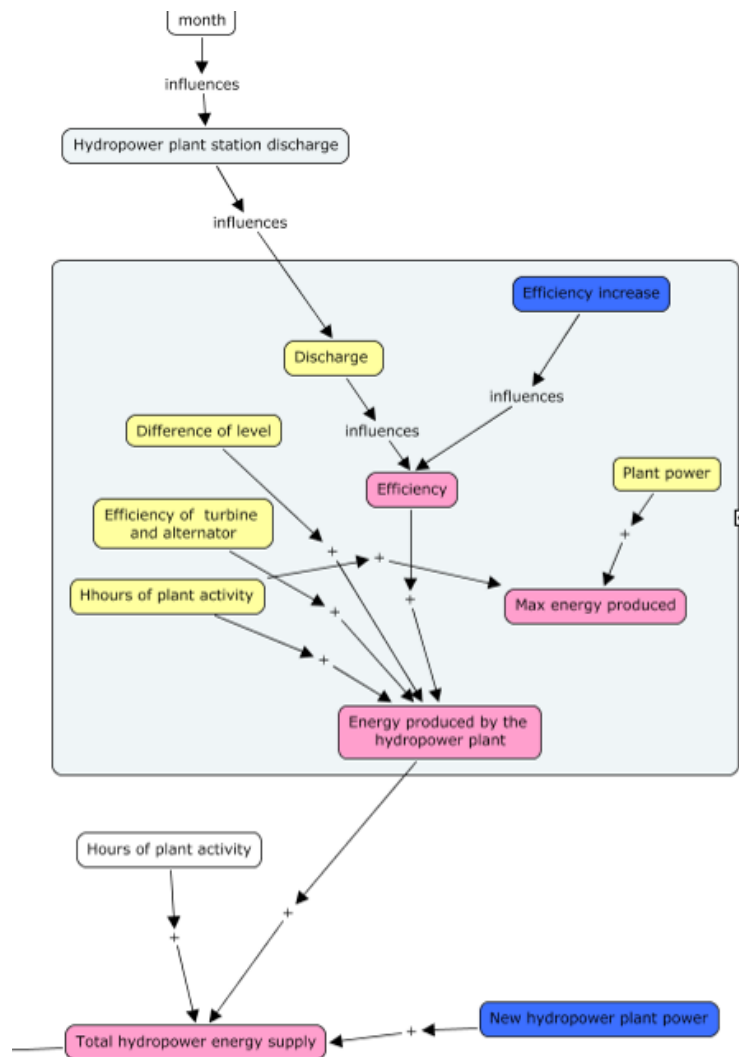 month
influences
Hydropower plant station discharge
influences
Efficiency increase
Discharge
influences
Difference of level
influences
Plant power
Efficiency
Efficiency of turbine
and alternator
+
+
+
Hhours of plant activity
+
+
Max energy produced
+
+
Energy produced by the
hydropower plant
Hours of plant activity
+
+
New hydropower plant power
+
Total hydropower energy supply